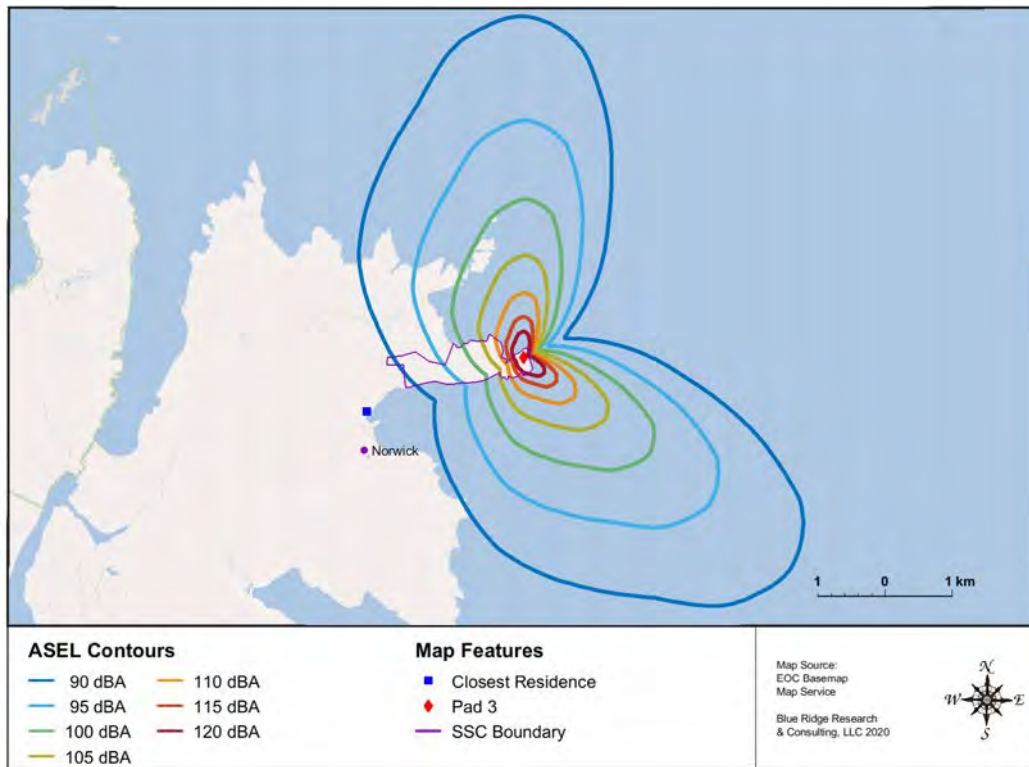 Norwick
1 0 1 km
ASEL Contours
90 dBA
95 dBA
100 dBA
105 dBA
110 dBA
115 dBA
120 dBA
Map Features
Closest Residence
Pad 3
SSC Boundary
Map Source:
EOC Basemap
Map Service
Blue Ridge Research
& Consulting, LLC 2020
N
W E
S